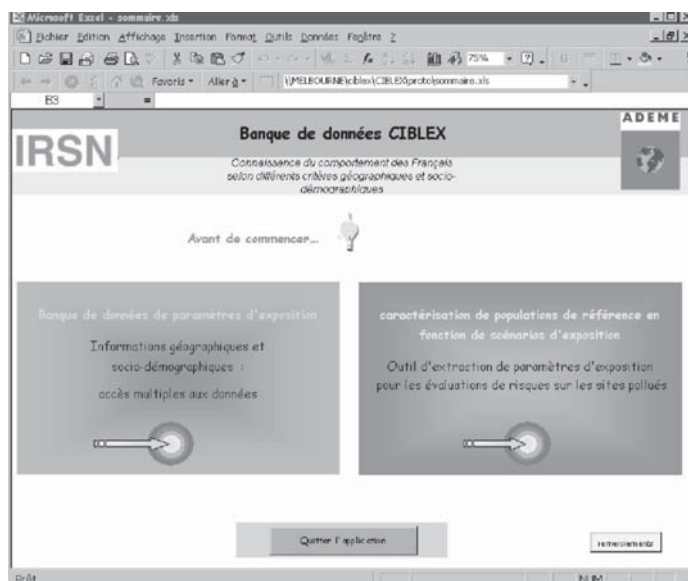 Microsoft Excel - sommaire.xls
Fichier Edition Affichage Insertion Format Outils Données Fenêtre ?
75%
Favoris Aller à \\MELBOURNE\ciblex\CIBLEX\proto\sommaire.xls
B3 =
IRSN
Banque de données CIBLEX
Connaissance du comportement des Français
selon différents critères géographiques et socio-
démographiques
ADEME
Avant de commencer...
Banque de données de paramètres d'exposition
Informations géographiques et
socio-démographiques :
accès multiples aux données
caractérisation de populations de référence en
fonction de scénarios d'exposition
Outil d'extraction de paramètres d'exposition
pour les évaluations de risques sur les sites pollués
Quitter l'application
remerciements
Prêt
NUM